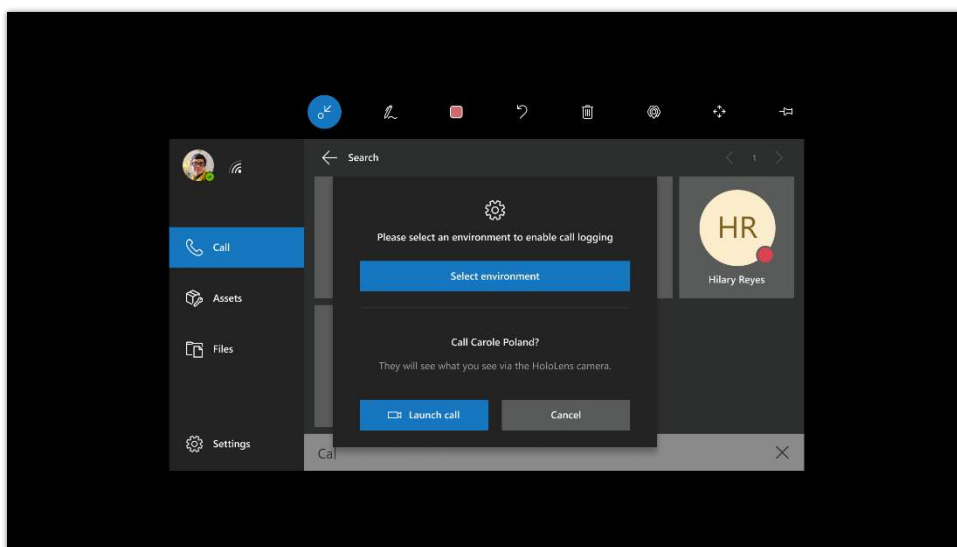 Search
1
Please select an environment to enable call logging
HR
Call
Select environment
Hilary Reyes
Assets
Call Carole Poland?
Files
They will see what you see via the HoloLens camera.
Launch call
Cancel
Settings
Cal